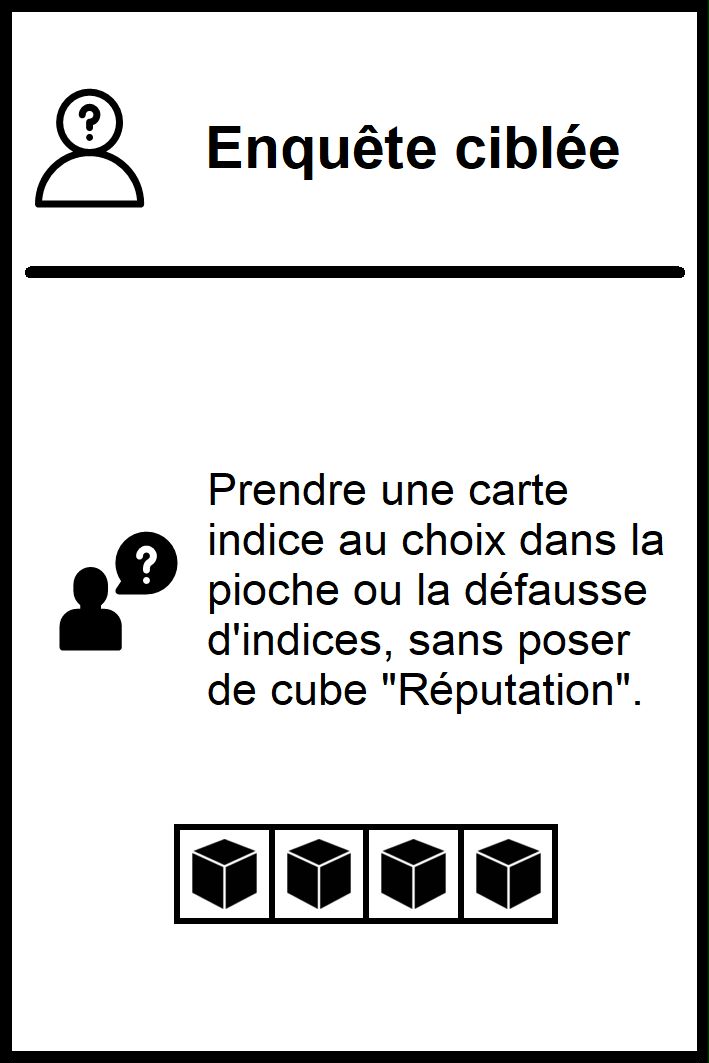 ?
Enquête ciblée
Prendre une carte
indice au choix dans la
pioche ou la défausse
d'indices, sans poser
de cube "Réputation".
?